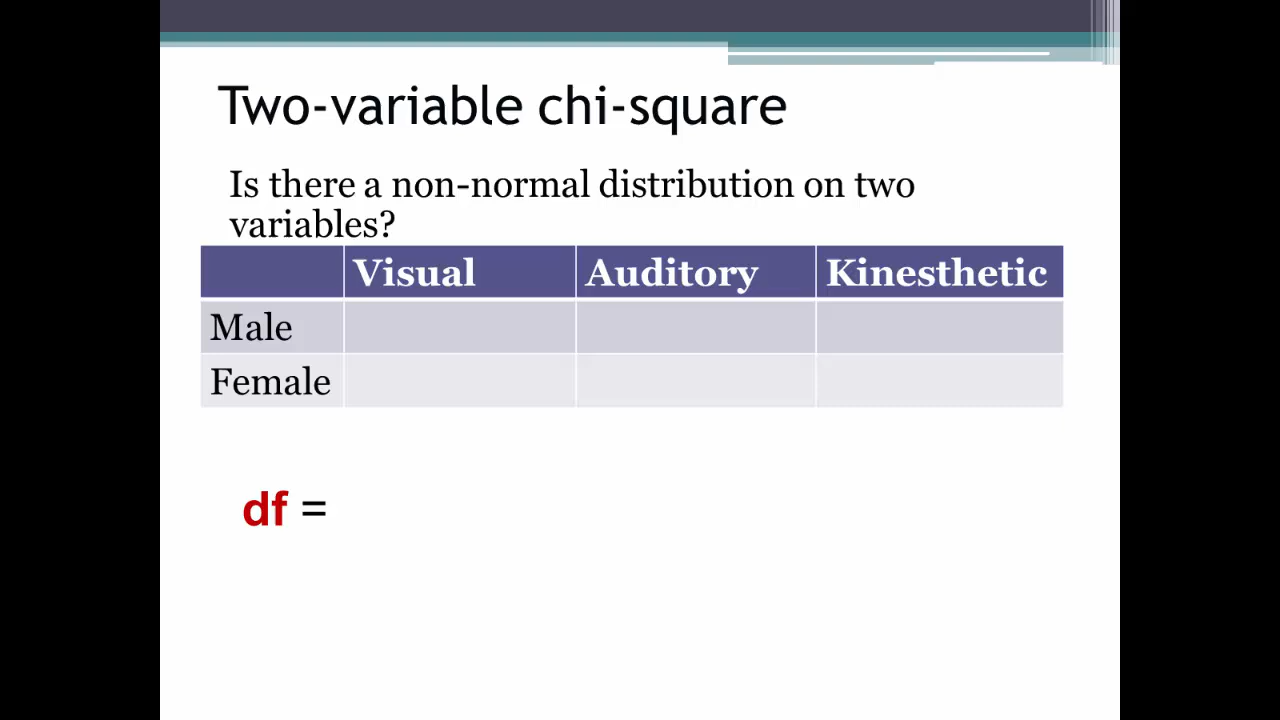 Two-variable chi-square
Is there a non-normal distribution on two
variables?
Visual Auditory Kinesthetic
Male
Female
df =